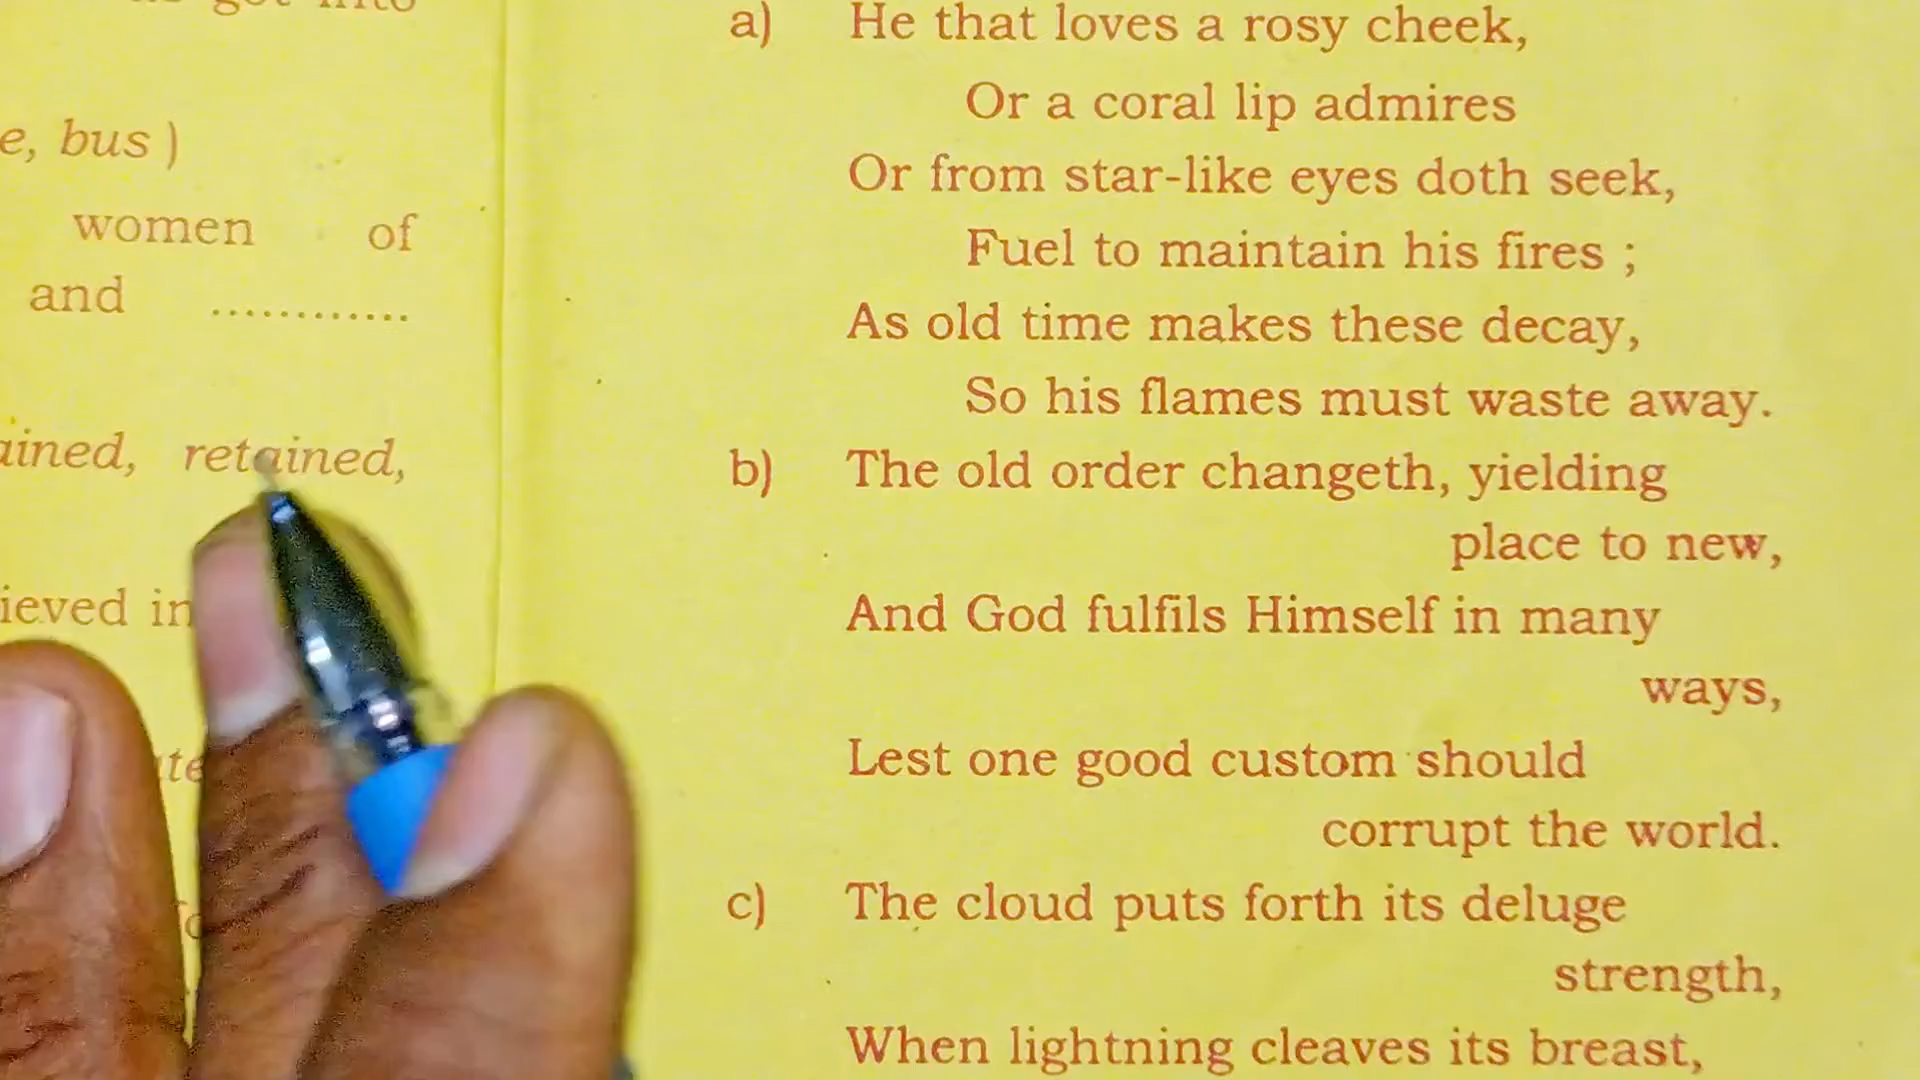 got into
e, bus )
women of
and ............
ained, retained,
ieved in
a) He that loves a rosy cheek,
Or a coral lip admires
Or from star-like eyes doth seek,
Fuel to maintain his fires ;
As old time makes these decay,
So his flames must waste away.
b) The old order changeth, yielding
place to new,
And God fulfils Himself in many
ways,
Lest one good custom should
corrupt the world.
c) The cloud puts forth its deluge
strength,
When lightning cleaves its breast,